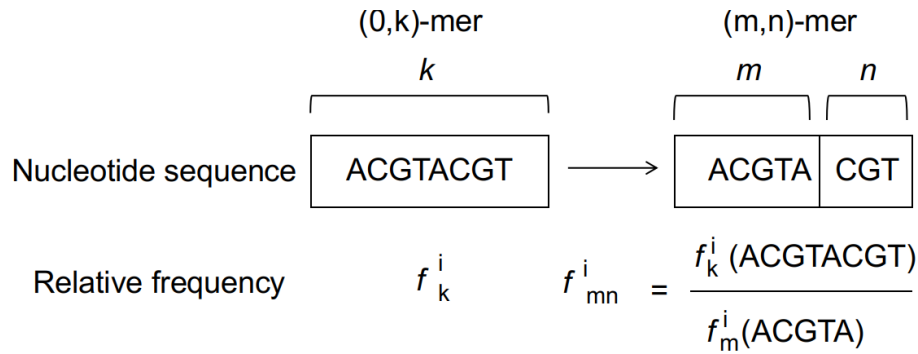 (0,k)-mer (m,n)-mer
k m n
Nucleotide sequence ACGTACGT ACGTA CGT
Relative frequency f i k f i mn = f i k (ACGTACGT)
f i m (ACGTA)